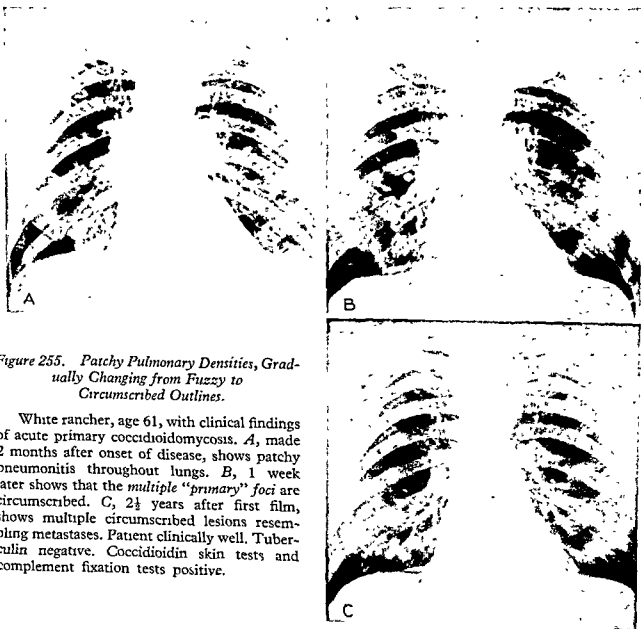 A
B
Figure 255. Patchy Pulmonary Densities, Grad-
ually Changing from Fuzzy to
Circumscribed Outlines.
White rancher, age 61, with clinical findings
of acute primary coccidioidomycosis. A, made
2 months after onset of disease, shows patchy
pneumonitis throughout lungs. B, 1 week
later shows that the multiple "primary" foci are
circumscribed. C, 2½ years after first film,
shows multiple circumscribed lesions resem-
bling metastases. Patient clinically well. Tuber-
culin negative. Coccidioidin skin tests and
complement fixation tests positive.
C